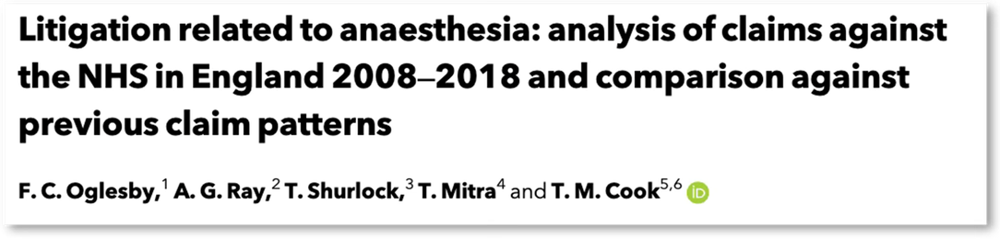 Litigation related to anaesthesia: analysis of claims against
the NHS in England 2008–2018 and comparison against
previous claim patterns
F. C. Oglesby,1 A. G. Ray,2 T. Shurlock,3 T. Mitra4 and T. M. Cook5,6 iD